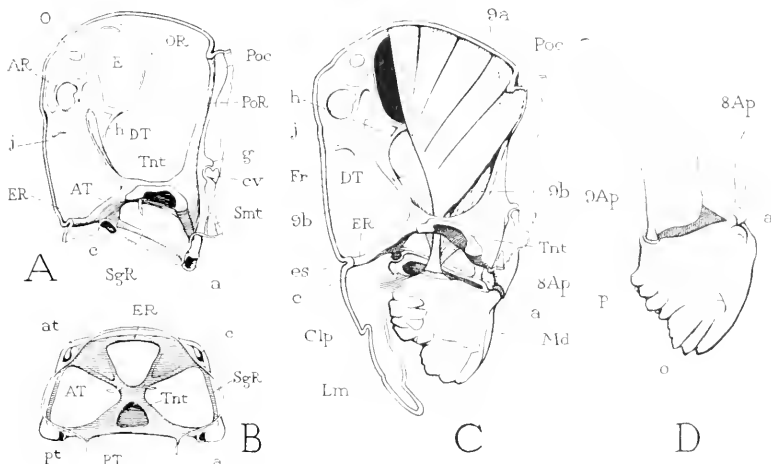 O
OR
E
AR
Poc
PoR
h
DT
j
Tnt
cv
ER
AT
Smt
c
SgR
a
A
ER
at
c
AT
SgR
Tnt
pt
PT
a
B
9a
Poc
h
j
Fr
DT
9b
ER
9b
es
Tnt
c
8Ap
a
Clp
Md
Lm
C
8Ap
9Ap
a
p
o
D